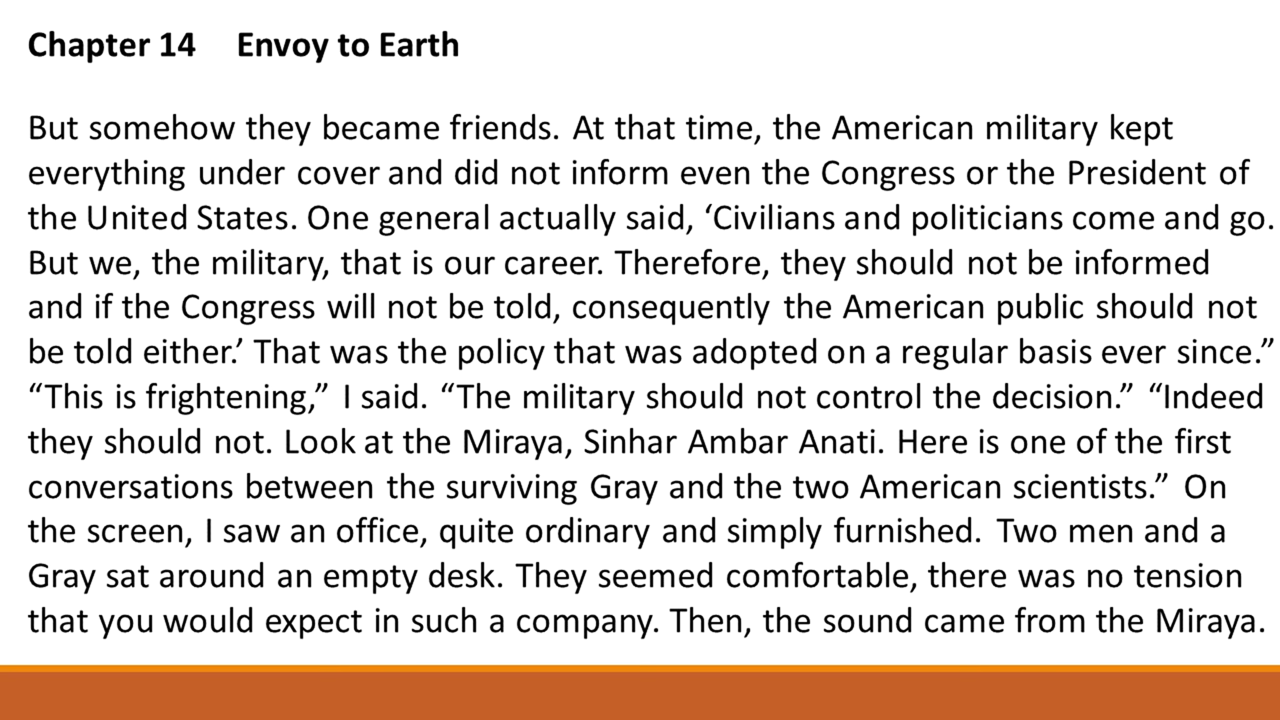 Chapter 14 Envoy to Earth
But somehow they became friends. At that time, the American military kept
everything under cover and did not inform even the Congress or the President of
the United States. One general actually said, ‘Civilians and politicians come and go.
But we, the military, that is our career. Therefore, they should not be informed
and if the Congress will not be told, consequently the American public should not
be told either.’ That was the policy that was adopted on a regular basis ever since.”
“This is frightening,” I said. “The military should not control the decision.” “Indeed
they should not. Look at the Miraya, Sinhar Ambar Anati. Here is one of the first
conversations between the surviving Gray and the two American scientists.” On
the screen, I saw an office, quite ordinary and simply furnished. Two men and a
Gray sat around an empty desk. They seemed comfortable, there was no tension
that you would expect in such a company. Then, the sound came from the Miraya.